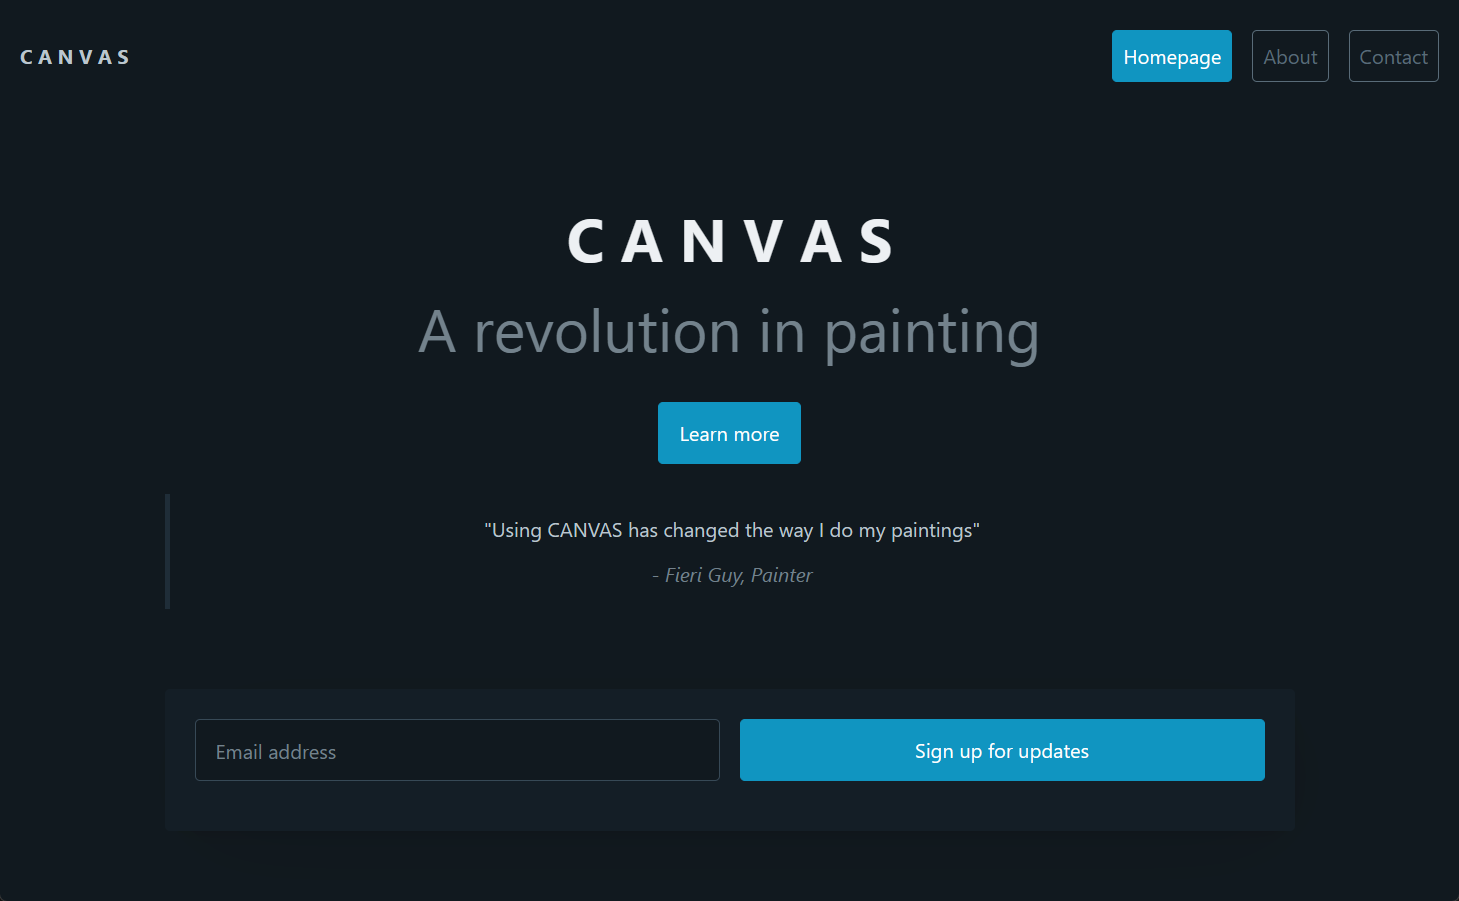 CANVAS
Homepage
About
Contact
CANVAS
A revolution in painting
Learn more
"Using CANVAS has changed the way I do my paintings"
- Fieri Guy, Painter
Email address
Sign up for updates